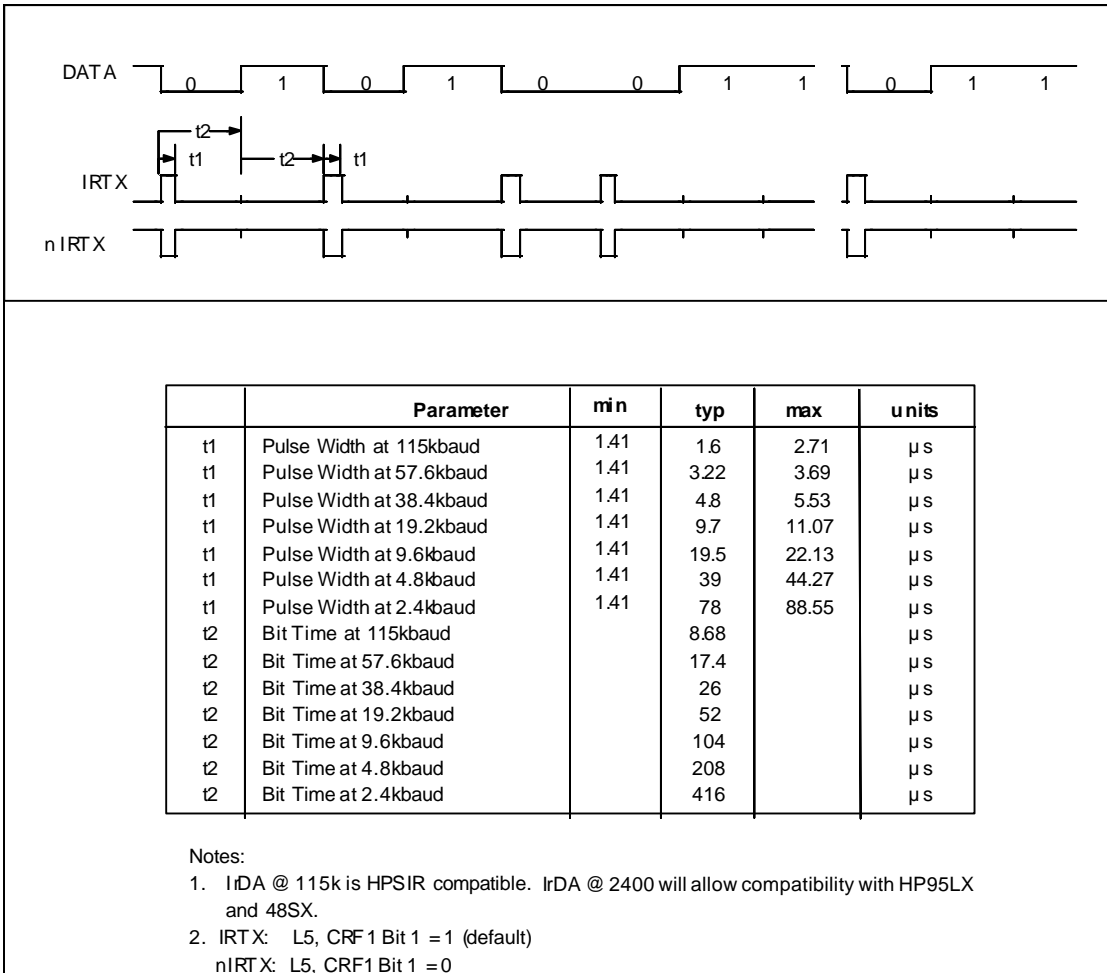 DATA 0 1 0 1 0 0 1 1 0 1 1
t2
t1 t2 t1
IRTX
nIRTX
Parameter min typ max units
t1 Pulse Width at 115kbaud 1.41 1.6 2.71 µs
t1 Pulse Width at 57.6kbaud 1.41 3.22 3.69 µs
t1 Pulse Width at 38.4kbaud 1.41 4.8 5.53 µs
t1 Pulse Width at 19.2kbaud 1.41 9.7 11.07 µs
t1 Pulse Width at 9.6kbaud 1.41 19.5 22.13 µs
t1 Pulse Width at 4.8kbaud 1.41 39 44.27 µs
t1 Pulse Width at 2.4kbaud 1.41 78 88.55 µs
t2 Bit Time at 115kbaud 8.68 µs
t2 Bit Time at 57.6kbaud 17.4 µs
t2 Bit Time at 38.4kbaud 26 µs
t2 Bit Time at 19.2kbaud 52 µs
t2 Bit Time at 9.6kbaud 104 µs
t2 Bit Time at 4.8kbaud 208 µs
t2 Bit Time at 2.4kbaud 416 µs
Notes:
1. IrDA @ 115k is HPSIR compatible. IrDA @ 2400 will allow compatibility with HP95LX
and 48SX.
2. IRTX: L5, CRF1 Bit 1 = 1 (default)
nIRTX: L5, CRF1 Bit 1 = 0